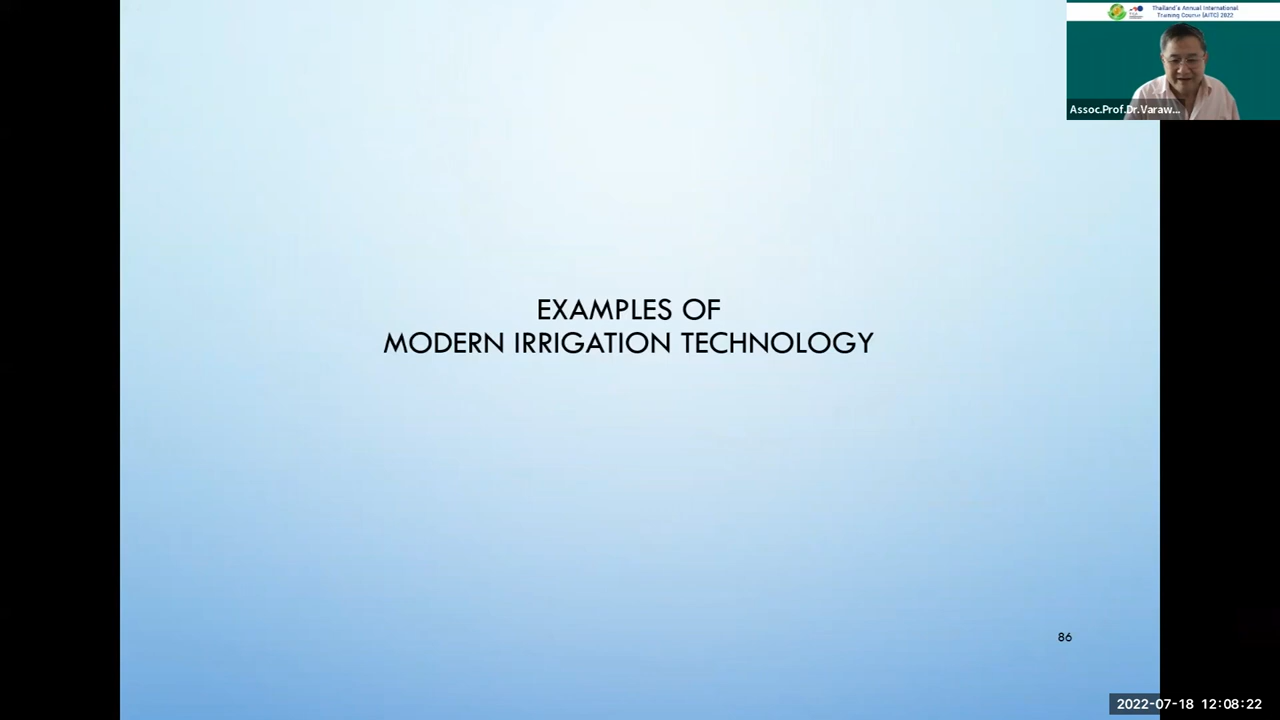 Thailand's Annual International
Training Course (AITC) 2022
Assoc.Prof.Dr.Varaw...
EXAMPLES OF
MODERN IRRIGATION TECHNOLOGY
86
2022-07-18 12:08:22